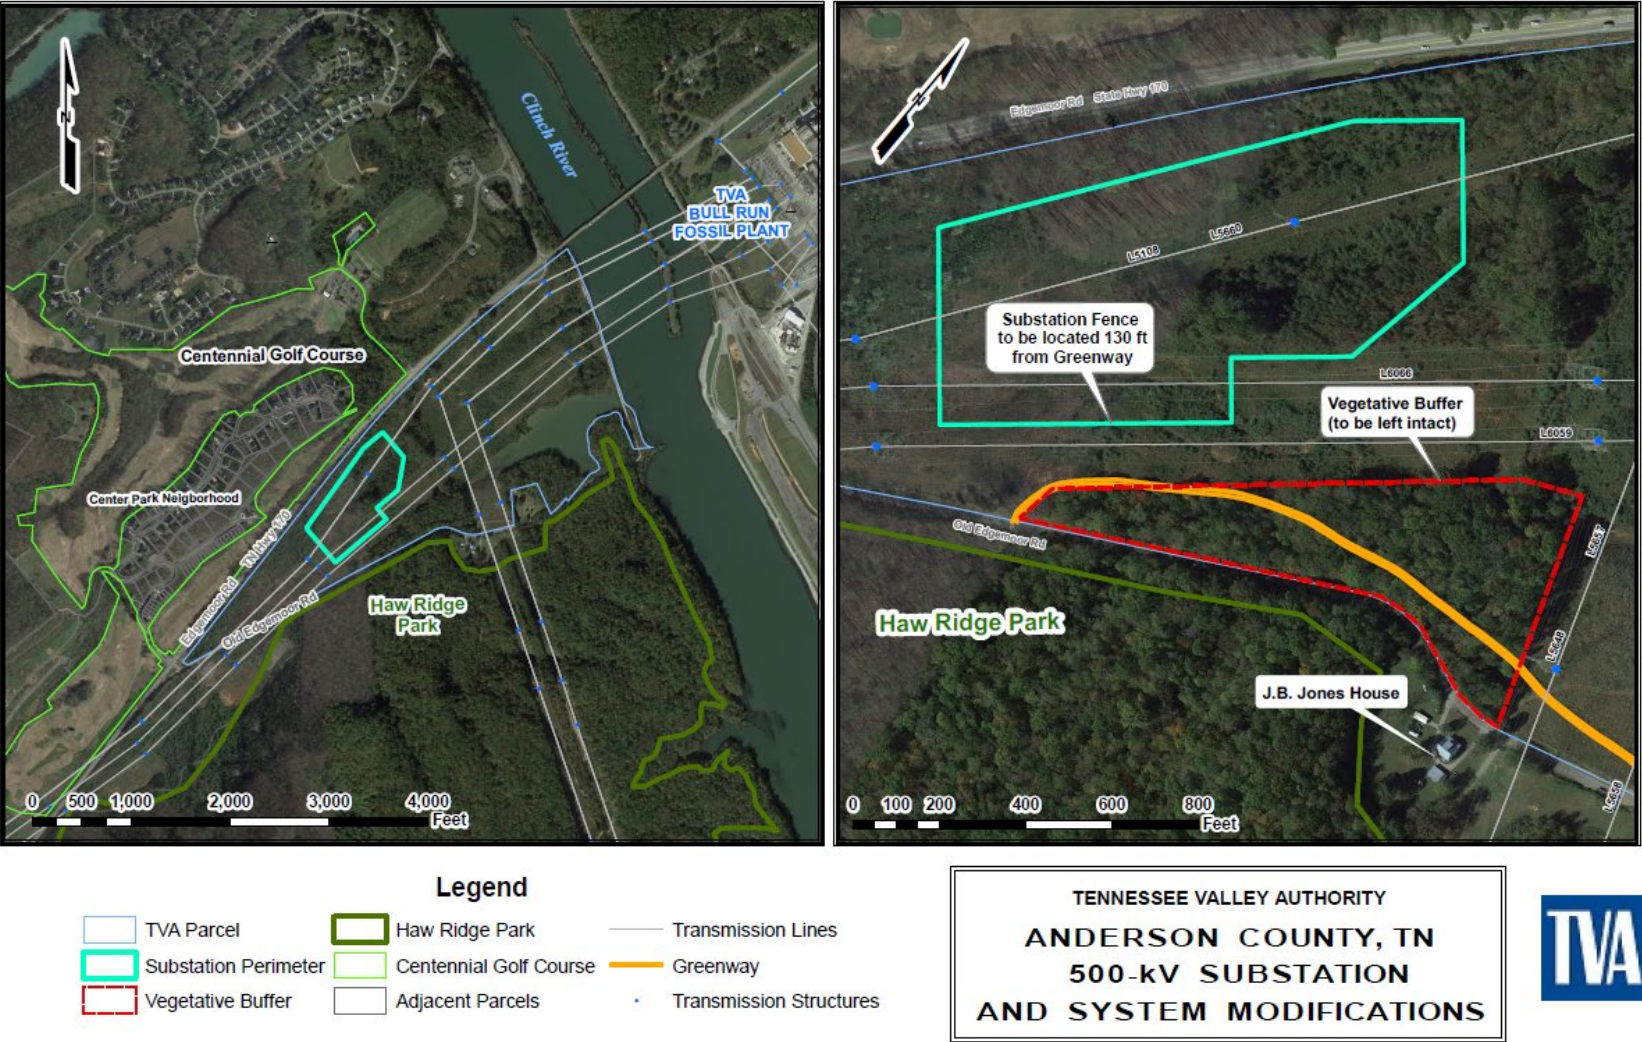 N
Clinch River
TVA
BULL RUN
FOSSIL PLANT
Centennial Golf Course
Center Park Neigborhood
Edgemoor Rd TN Hwy 170
Old Edgemoor Rd
Haw Ridge
Park
0 500 1,000 2,000 3,000 4,000
Feet
N
Edgemoor Rd State Hwy 170
L5108 L5660
Substation Fence
to be located 130 ft
from Greenway
L6066
Vegetative Buffer
(to be left intact)
L6059
Old Edgemoor Rd
L5657
Haw Ridge Park
L5648
J.B. Jones House
L5658
0 100 200 400 600 800
Feet
Legend
TVA Parcel
Substation Perimeter
Vegetative Buffer
Haw Ridge Park
Centennial Golf Course
Adjacent Parcels
Transmission Lines
Greenway
Transmission Structures
TENNESSEE VALLEY AUTHORITY
ANDERSON COUNTY, TN
500-kV SUBSTATION
AND SYSTEM MODIFICATIONS
TVA